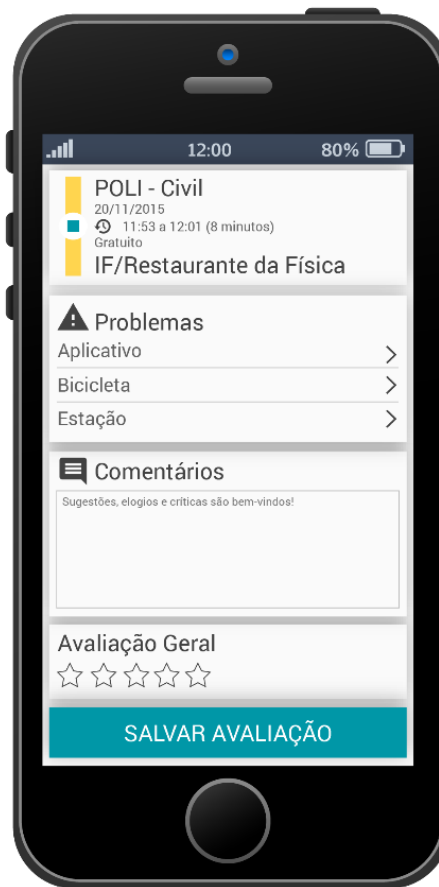 12:00 80%
POLI - Civil
20/11/2015
11:53 a 12:01 (8 minutos)
Gratuito
IF/Restaurante da Física
Problemas
Aplicativo
Bicicleta
Estação
Comentários
Sugestões, elogios e críticas são bem-vindos!
Avaliação Geral
SALVAR AVALIAÇÃO